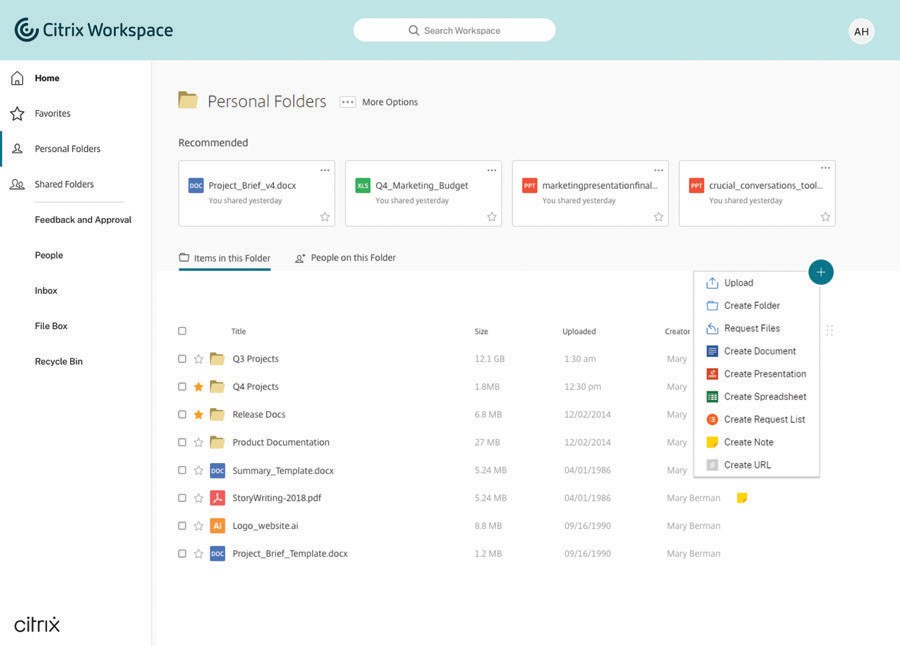 Citrix Workspace
Search Workspace
AH
Home
Favorites
Personal Folders
Shared Folders
Feedback and Approval
People
Inbox
File Box
Recycle Bin
citrix
Personal Folders ... More Options
Recommended
DOC Project_Brief_v4.docx
You shared yesterday
XLS Q4_Marketing_Budget
You shared yesterday
PPT marketingpresentationfinal...
You shared yesterday
PPT crucial_conversations_tool...
You shared yesterday
Items in this Folder People on this Folder
Upload
Create Folder
Request Files
Create Document
Create Presentation
Create Spreadsheet
Create Request List
Create Note
Create URL
Title Size Uploaded Creator
Q3 Projects 12.1 GB 1:30 am Mary
Q4 Projects 1.8MB 12:30 pm Mary
Release Docs 6.8 MB 12/02/2014 Mary
Product Documentation 27 MB 12/02/2014 Mary
DOC Summary_Template.docx 5.24 MB 04/01/1986 Mary
StoryWriting-2018.pdf 5.24 MB 04/01/1986 Mary Berman
Ai Logo_website.ai 8.8 MB 09/16/1990 Mary Berman
DOC Project_Brief_Template.docx 1.2 MB 09/16/1990 Mary Berman